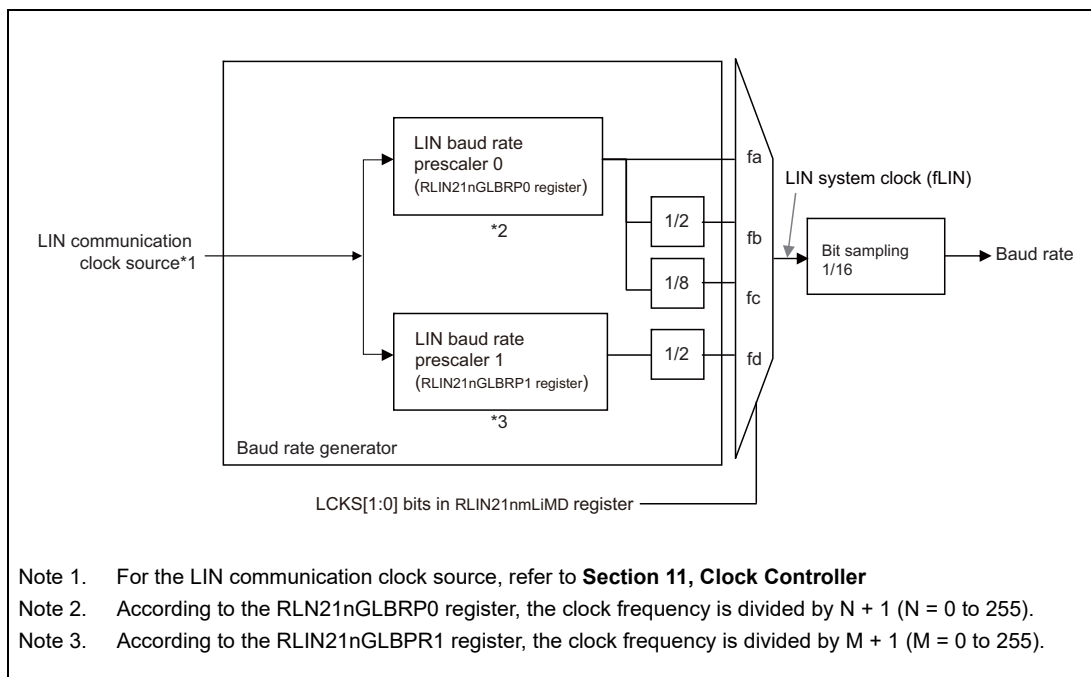 LIN baud rate
prescaler 0
(RLIN21nGLBRP0 register)
*2
fa
LIN system clock (fLIN)
1/2
fb
LIN communication
clock source*1
Bit sampling
1/16
Baud rate
1/8
fc
LIN baud rate
prescaler 1
(RLIN21nGLBRP1 register)
*3
1/2
fd
Baud rate generator
LCKS[1:0] bits in RLIN21nmLiMD register
Note 1. For the LIN communication clock source, refer to Section 11, Clock Controller
Note 2. According to the RLN21nGLBRP0 register, the clock frequency is divided by N + 1 (N = 0 to 255).
Note 3. According to the RLIN21nGLBPR1 register, the clock frequency is divided by M + 1 (M = 0 to 255).